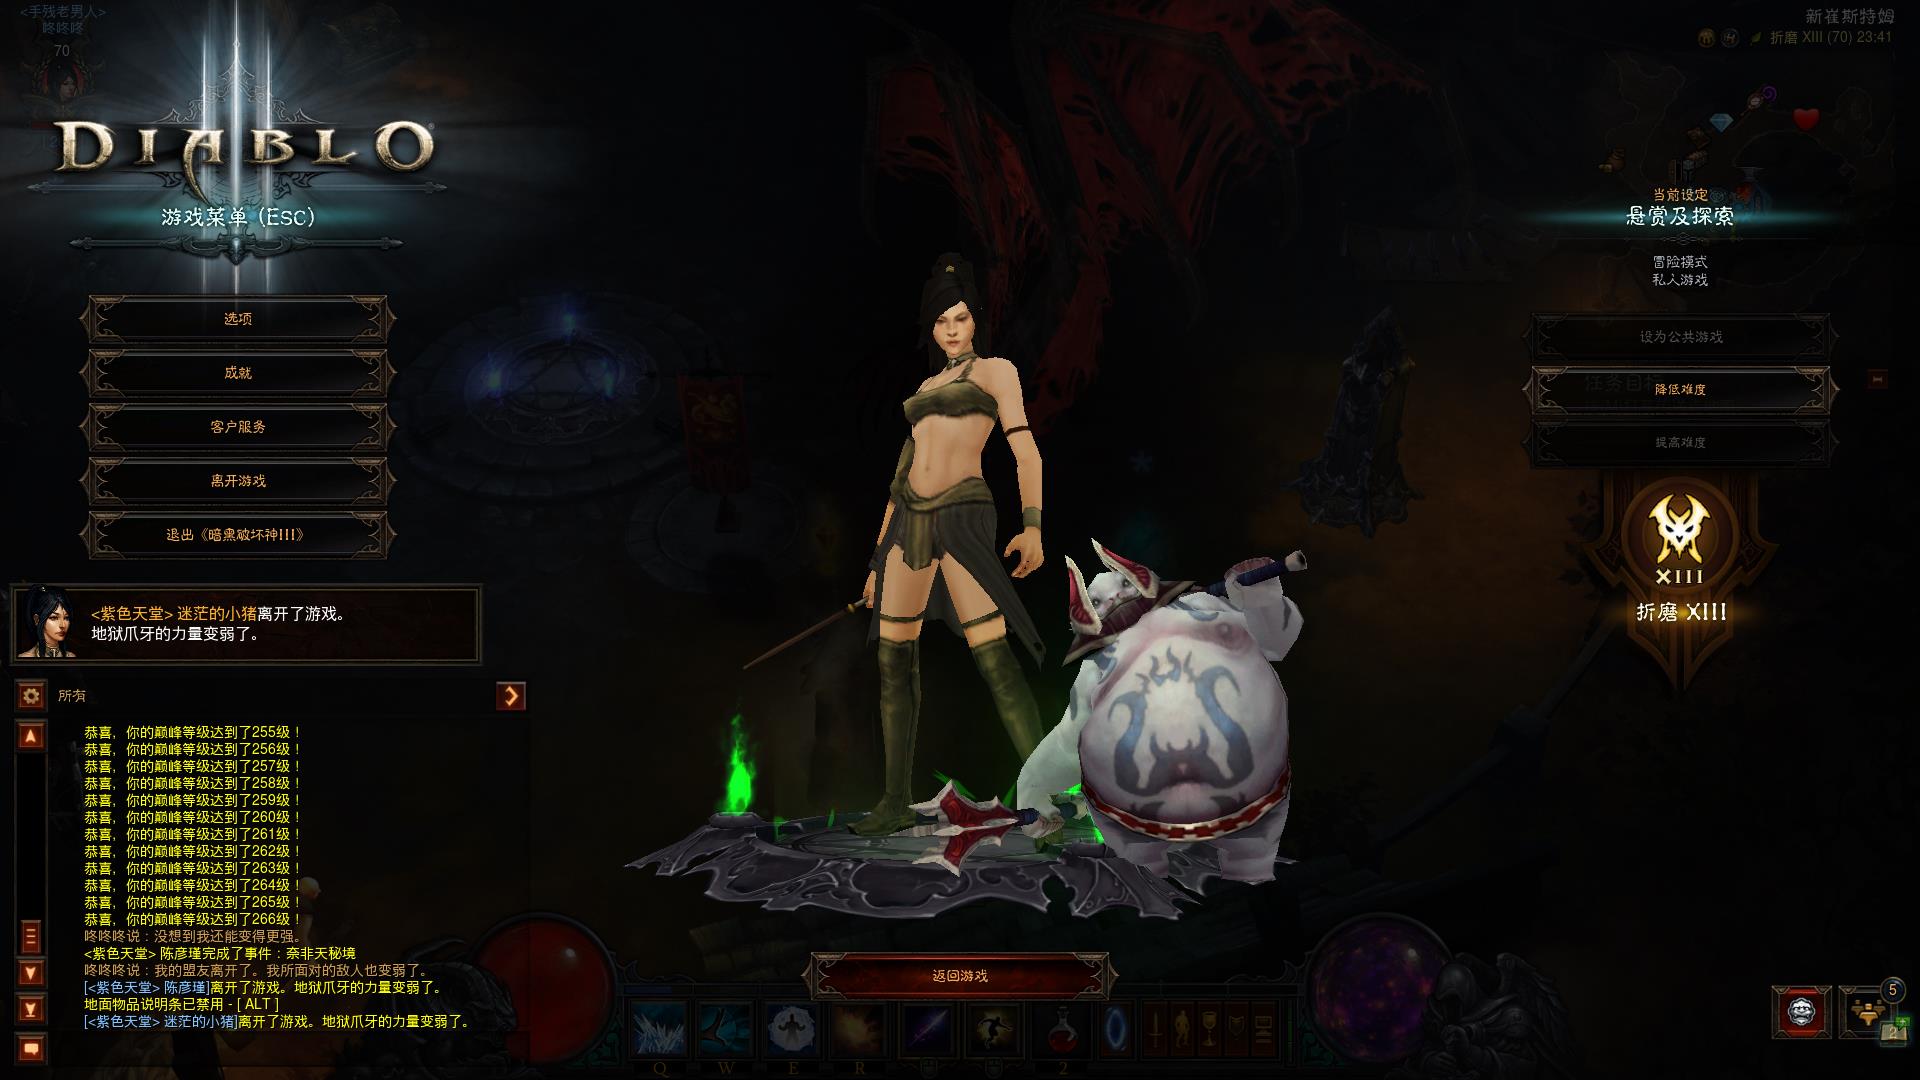 <手残老男人>
咚咚咚
70
DIABLO
游戏菜单 (ESC)
选项
成就
客户服务
离开游戏
退出《暗黑破坏神III》
<紫色天堂> 迷茫的小猪离开了游戏。
地狱爪牙的力量变弱了。
所有
恭喜，你的巅峰等级达到了255级！
恭喜，你的巅峰等级达到了256级！
恭喜，你的巅峰等级达到了257级！
恭喜，你的巅峰等级达到了258级！
恭喜，你的巅峰等级达到了259级！
恭喜，你的巅峰等级达到了260级！
恭喜，你的巅峰等级达到了261级！
恭喜，你的巅峰等级达到了262级！
恭喜，你的巅峰等级达到了263级！
恭喜，你的巅峰等级达到了264级！
恭喜，你的巅峰等级达到了265级！
恭喜，你的巅峰等级达到了266级！
咚咚咚说：没想到我还能变得更强。
<紫色天堂> 陈彦瑾完成了事件：奈非天秘境
咚咚咚说：我的盟友离开了。我所面对的敌人也变弱了。
[<紫色天堂> 陈彦瑾]离开了游戏。地狱爪牙的力量变弱了。
地面物品说明条已禁用 - [ ALT ]
[<紫色天堂> 迷茫的小猪]离开了游戏。地狱爪牙的力量变弱了。
返回游戏
Q W E R 2
新崔斯特姆
折磨 XIII (70) 23:41
当前设定
悬赏及探索
冒险模式
私人游戏
设为公共游戏
任务目标
降低难度
提高难度
XIII
折磨 XIII
5
2